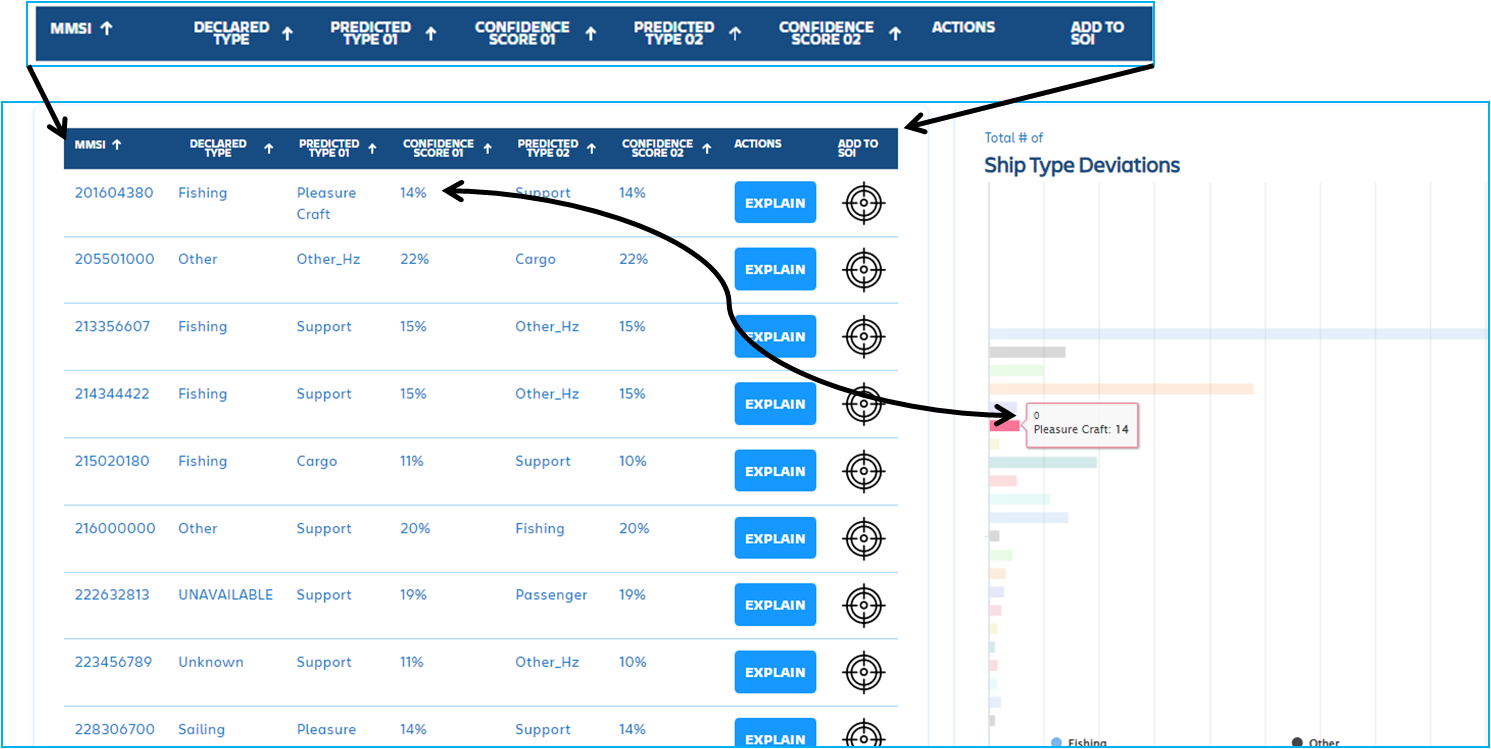 MMSI ↑ DECLARED TYPE ↑ PREDICTED TYPE 01 ↑ CONFIDENCE SCORE 01 ↑ PREDICTED TYPE 02 ↑ CONFIDENCE SCORE 02 ↑ ACTIONS ADD TO SOI
MMSI ↑ DECLARED TYPE ↑ PREDICTED TYPE 01 ↑ CONFIDENCE SCORE 01 ↑ PREDICTED TYPE 02 ↑ CONFIDENCE SCORE 02 ↑ ACTIONS ADD TO SOI
201604380 Fishing Pleasure Craft 14% Support 14% EXPLAIN
205501000 Other Other_Hz 22% Cargo 22% EXPLAIN
213356607 Fishing Support 15% Other_Hz 15% EXPLAIN
214344422 Fishing Support 15% Other_Hz 15% EXPLAIN
215020180 Fishing Cargo 11% Support 10% EXPLAIN
216000000 Other Support 20% Fishing 20% EXPLAIN
222632813 UNAVAILABLE Support 19% Passenger 19% EXPLAIN
223456789 Unknown Support 11% Other_Hz 10% EXPLAIN
228306700 Sailing Pleasure 14% Support 14% EXPLAIN
Total # of
Ship Type Deviations
0
Pleasure Craft: 14
Fishing Other